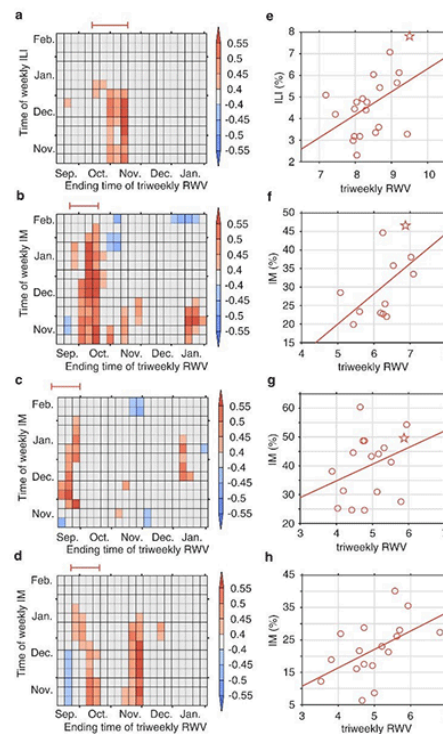 a
Feb.
Jan.
Dec.
Nov.
Time of weekly ILI
Sep. Oct. Nov. Dec. Jan.
Ending time of triweekly RWV
0.55
0.5
0.45
0.4
-0.4
-0.45
-0.5
-0.55
e
8
7
6
5
4
3
2
ILI (%)
7 8 9 10
triweekly RWV
b
Feb.
Jan.
Dec.
Nov.
Time of weekly IM
Sep. Oct. Nov. Dec. Jan.
Ending time of triweekly RWV
0.55
0.5
0.45
0.4
-0.4
-0.45
-0.5
-0.55
f
50
45
40
35
30
25
20
15
IM (%)
4 5 6 7
triweekly RWV
c
Feb.
Jan.
Dec.
Nov.
Time of weekly IM
Sep. Oct. Nov. Dec. Jan.
Ending time of triweekly RWV
0.55
0.5
0.45
0.4
-0.4
-0.45
-0.5
-0.55
g
70
60
50
40
30
20
IM (%)
3 4 5 6
triweekly RWV
d
Feb.
Jan.
Dec.
Nov.
Time of weekly IM
Sep. Oct. Nov. Dec. Jan.
Ending time of triweekly RWV
0.55
0.5
0.45
0.4
-0.4
-0.45
-0.5
-0.55
h
45
35
25
15
5
IM (%)
3 4 5 6
triweekly RWV